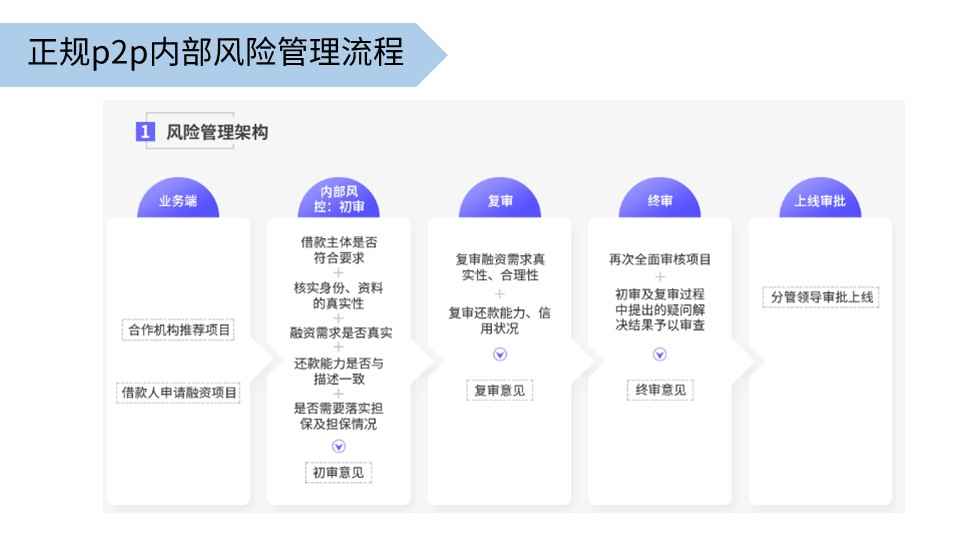 正规p2p内部风险管理流程
1 风险管理架构
业务端
合作机构推荐项目
借款人申请融资项目
内部风
控：初审
借款主体是否
符合要求
+
核实身份、资料
的真实性
+
融资需求是否真实
+
还款能力是否与
描述一致
+
是否需要落实担
保及担保情况
初审意见
复审
复审融资需求真
实性、合理性
+
复审还款能力、信
用状况
复审意见
终审
再次全面审核项目
+
初审及复审过程
中提出的疑问解
决结果予以审查
终审意见
上线审批
分管领导审批上线